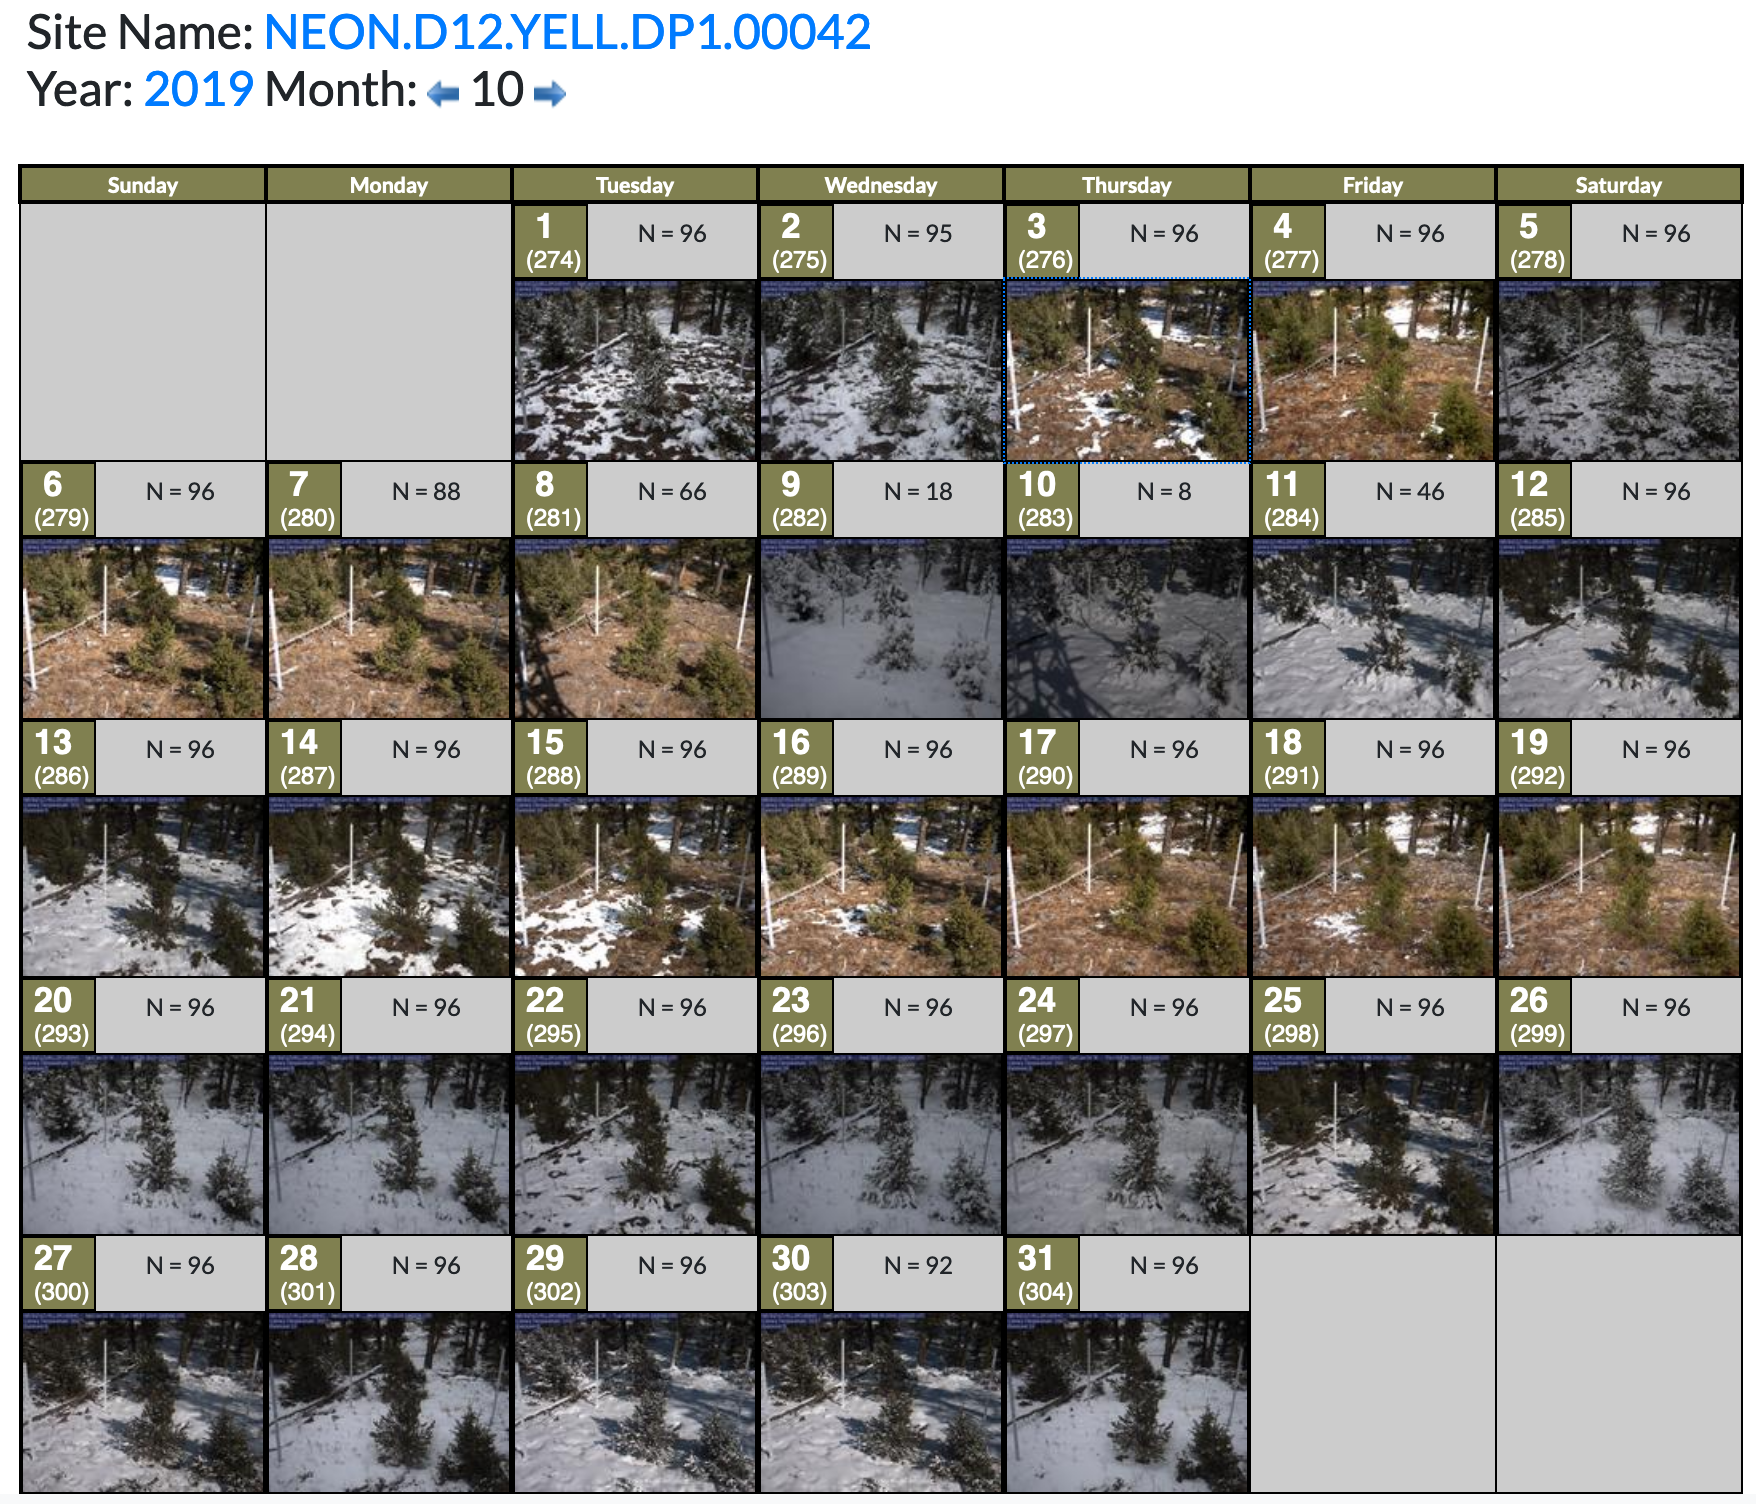 Site Name: NEON.D12.YELL.DP1.00042
Year: 2019 Month: 10
Sunday Monday Tuesday Wednesday Thursday Friday Saturday
1 (274) N = 96
2 (275) N = 95
3 (276) N = 96
4 (277) N = 96
5 (278) N = 96
6 (279) N = 96
7 (280) N = 88
8 (281) N = 66
9 (282) N = 18
10 (283) N = 8
11 (284) N = 46
12 (285) N = 96
13 (286) N = 96
14 (287) N = 96
15 (288) N = 96
16 (289) N = 96
17 (290) N = 96
18 (291) N = 96
19 (292) N = 96
20 (293) N = 96
21 (294) N = 96
22 (295) N = 96
23 (296) N = 96
24 (297) N = 96
25 (298) N = 96
26 (299) N = 96
27 (300) N = 96
28 (301) N = 96
29 (302) N = 96
30 (303) N = 92
31 (304) N = 96